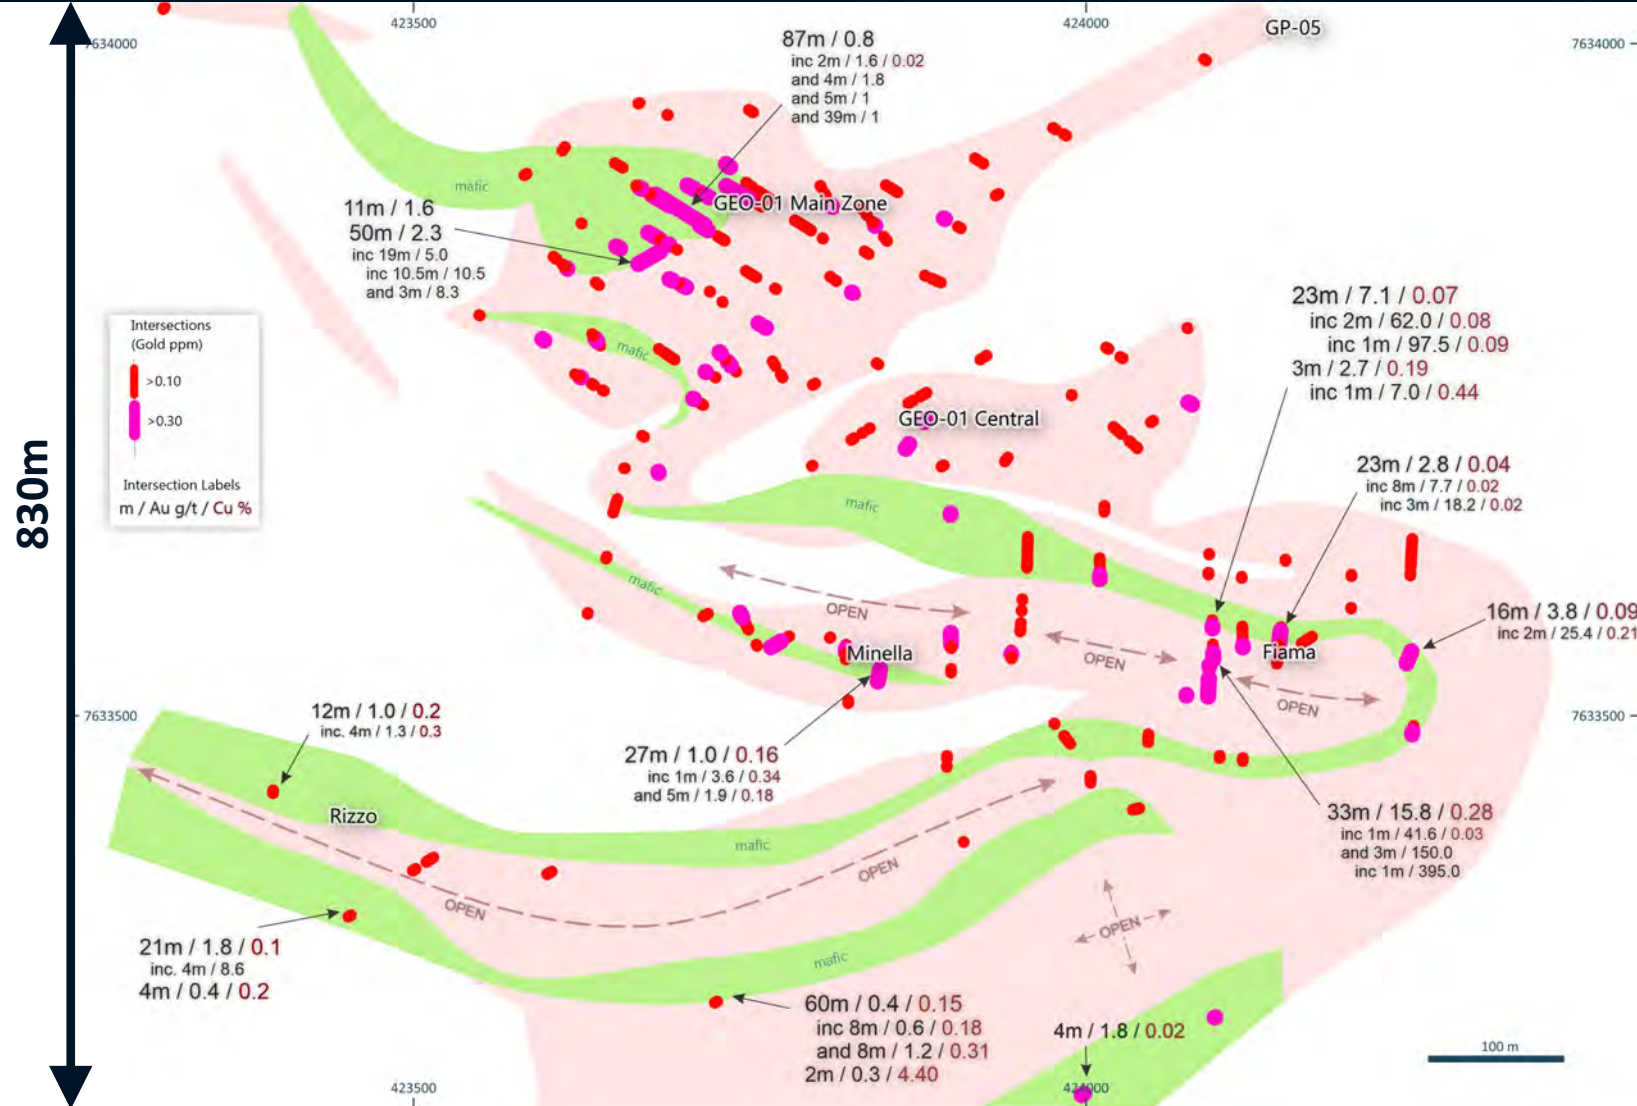 423500
424000
GP-05
7634000
7634000
87m / 0.8
inc 2m / 1.6 / 0.02
and 4m / 1.8
and 5m / 1
and 39m / 1
mafic
GEO-01 Main Zone
11m / 1.6
50m / 2.3
inc 19m / 5.0
inc 10.5m / 10.5
and 3m / 8.3
23m / 7.1 / 0.07
inc 2m / 62.0 / 0.08
inc 1m / 97.5 / 0.09
3m / 2.7 / 0.19
inc 1m / 7.0 / 0.44
Intersections
(Gold ppm)
>0.10
>0.30
Intersection Labels
m / Au g/t / Cu %
mafic
GEO-01 Central
830m
23m / 2.8 / 0.04
inc 8m / 7.7 / 0.02
inc 3m / 18.2 / 0.02
mafic
mafic
OPEN
16m / 3.8 / 0.09
inc 2m / 25.4 / 0.21
Minella
OPEN
Fiama
OPEN
12m / 1.0 / 0.2
inc. 4m / 1.3 / 0.3
7633500
7633500
27m / 1.0 / 0.16
inc 1m / 3.6 / 0.34
and 5m / 1.9 / 0.18
Rizzo
33m / 15.8 / 0.28
inc 1m / 41.6 / 0.03
and 3m / 150.0
inc 1m / 395.0
mafic
OPEN
OPEN
OPEN
21m / 1.8 / 0.1
inc. 4m / 8.6
4m / 0.4 / 0.2
mafic
60m / 0.4 / 0.15
inc 8m / 0.6 / 0.18
and 8m / 1.2 / 0.31
2m / 0.3 / 4.40
4m / 1.8 / 0.02
100 m
423500
424000